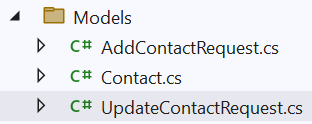 Models
C# AddContactRequest.cs
C# Contact.cs
C# UpdateContactRequest.cs